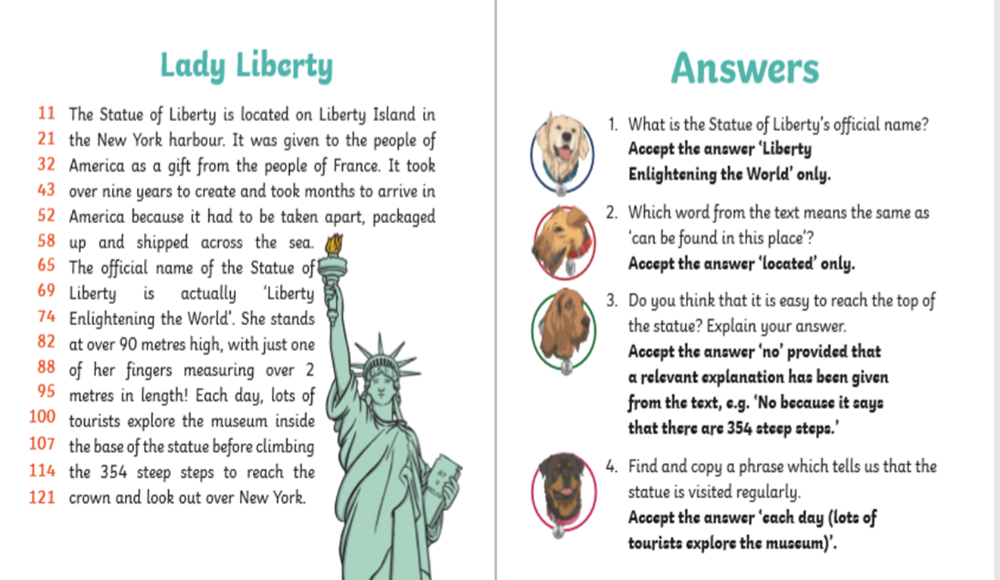 Lady Liberty
11 The Statue of Liberty is located on Liberty Island in
21 the New York harbour. It was given to the people of
32 America as a gift from the people of France. It took
43 over nine years to create and took months to arrive in
52 America because it had to be taken apart, packaged
58 up and shipped across the sea.
65 The official name of the Statue of
69 Liberty is actually ‘Liberty
74 Enlightening the World’. She stands
82 at over 90 metres high, with just one
88 of her fingers measuring over 2
95 metres in length! Each day, lots of
100 tourists explore the museum inside
107 the base of the statue before climbing
114 the 354 steep steps to reach the
121 crown and look out over New York.
Answers
1. What is the Statue of Liberty’s official name?
Accept the answer ‘Liberty
Enlightening the World’ only.
2. Which word from the text means the same as
‘can be found in this place’?
Accept the answer ‘located’ only.
3. Do you think that it is easy to reach the top of
the statue? Explain your answer.
Accept the answer ‘no’ provided that
a relevant explanation has been given
from the text, e.g. ‘No because it says
that there are 354 steep steps.’
4. Find and copy a phrase which tells us that the
statue is visited regularly.
Accept the answer ‘each day (lots of
tourists explore the museum)’.